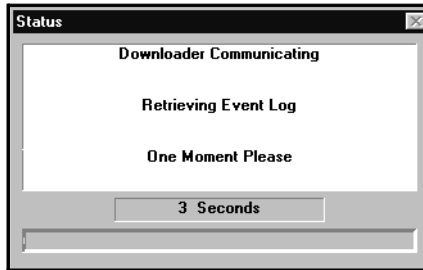 Status
Downloader Communicating
Retrieving Event Log
One Moment Please
3 Seconds